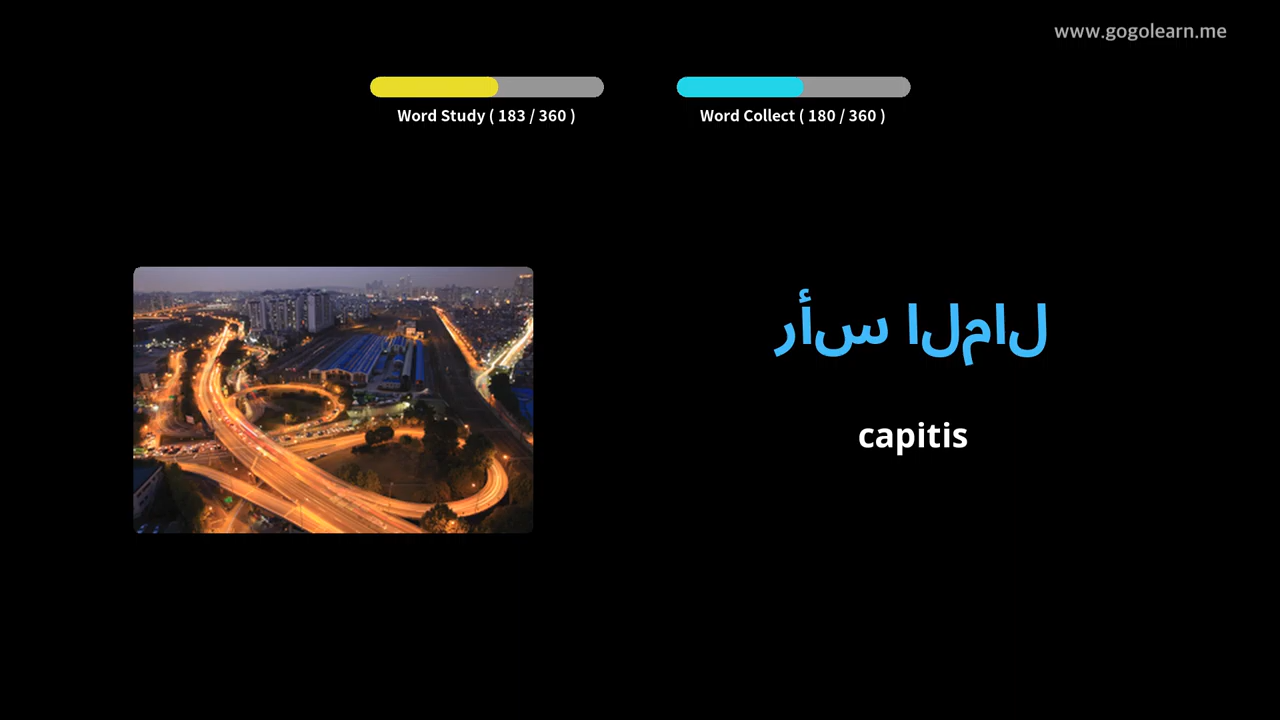 www.gogolearn.me
Word Study ( 183 / 360 )
Word Collect ( 180 / 360 )
رأس المال
capitis